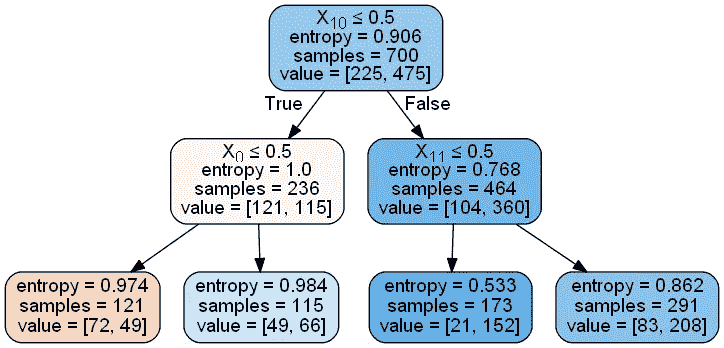 X₁₀ ≤ 0.5
entropy = 0.906
samples = 700
value = [225, 475]
True
False
X₀ ≤ 0.5
entropy = 1.0
samples = 236
value = [121, 115]
X₁₁ ≤ 0.5
entropy = 0.768
samples = 464
value = [104, 360]
entropy = 0.974
samples = 121
value = [72, 49]
entropy = 0.984
samples = 115
value = [49, 66]
entropy = 0.533
samples = 173
value = [21, 152]
entropy = 0.862
samples = 291
value = [83, 208]